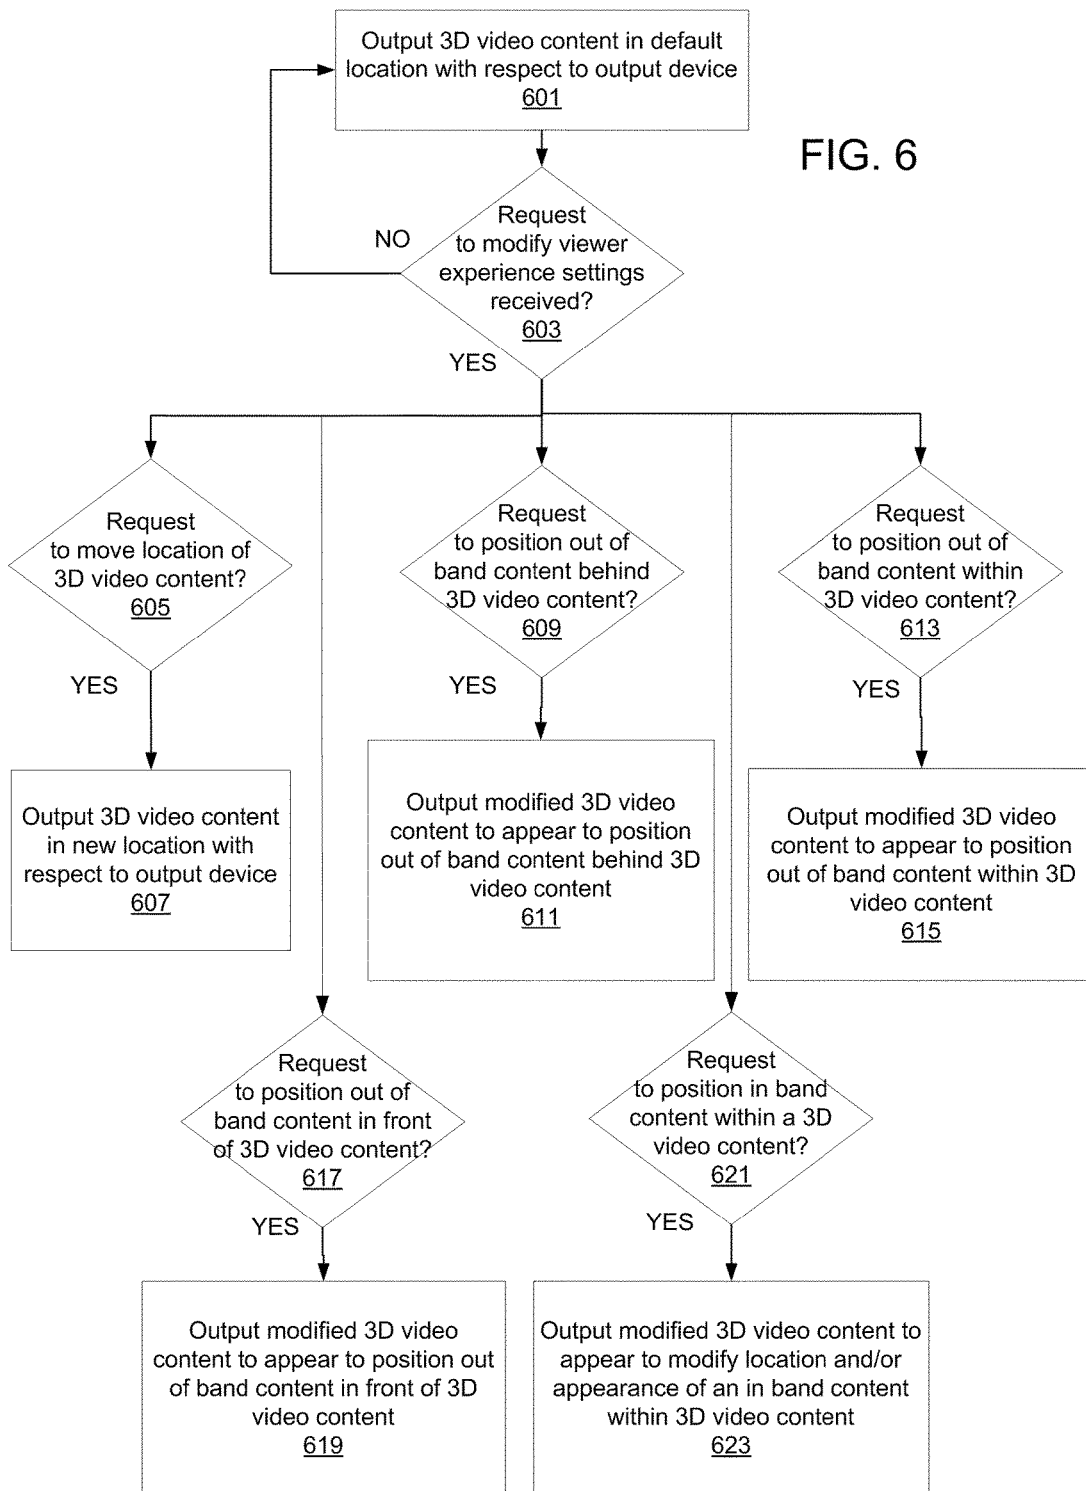 Output 3D video content in default
location with respect to output device
601
FIG. 6
Request
to modify viewer
experience settings
received?
603
NO
YES
Request
to move location of
3D video content?
605
YES
Request
to position out of
band content behind
3D video content?
609
YES
Request
to position out of
band content within
3D video content?
613
YES
Output 3D video content
in new location with
respect to output device
607
Output modified 3D video
content to appear to position
out of band content behind 3D
video content
611
Output modified 3D video
content to appear to position
out of band content within 3D
video content
615
Request
to position out of
band content in front
of 3D video content?
617
YES
Request
to position in band
content within a 3D
video content?
621
YES
Output modified 3D video
content to appear to position out
of band content in front of 3D
video content
619
Output modified 3D video content to
appear to modify location and/or
appearance of an in band content
within 3D video content
623